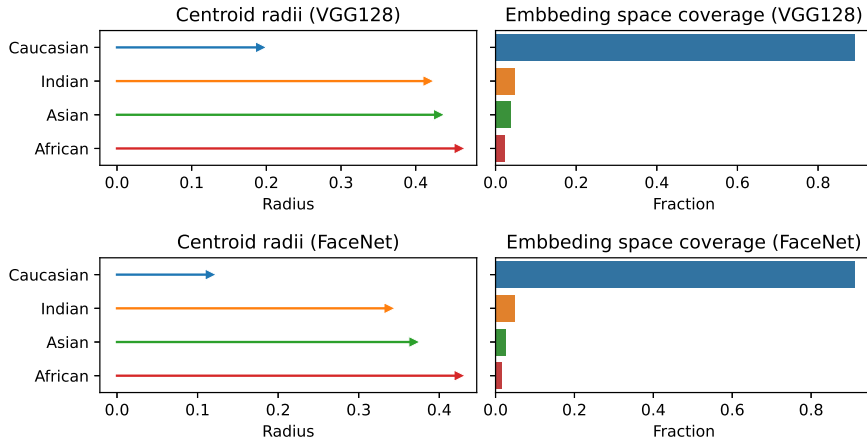 Centroid radii (VGG128)
Embbeding space coverage (VGG128)
Caucasian
Indian
Asian
African
0.0 0.1 0.2 0.3 0.4
Radius
0.0 0.2 0.4 0.6 0.8
Fraction
Centroid radii (FaceNet)
Embbeding space coverage (FaceNet)
Caucasian
Indian
Asian
African
0.0 0.1 0.2 0.3 0.4
Radius
0.0 0.2 0.4 0.6 0.8
Fraction